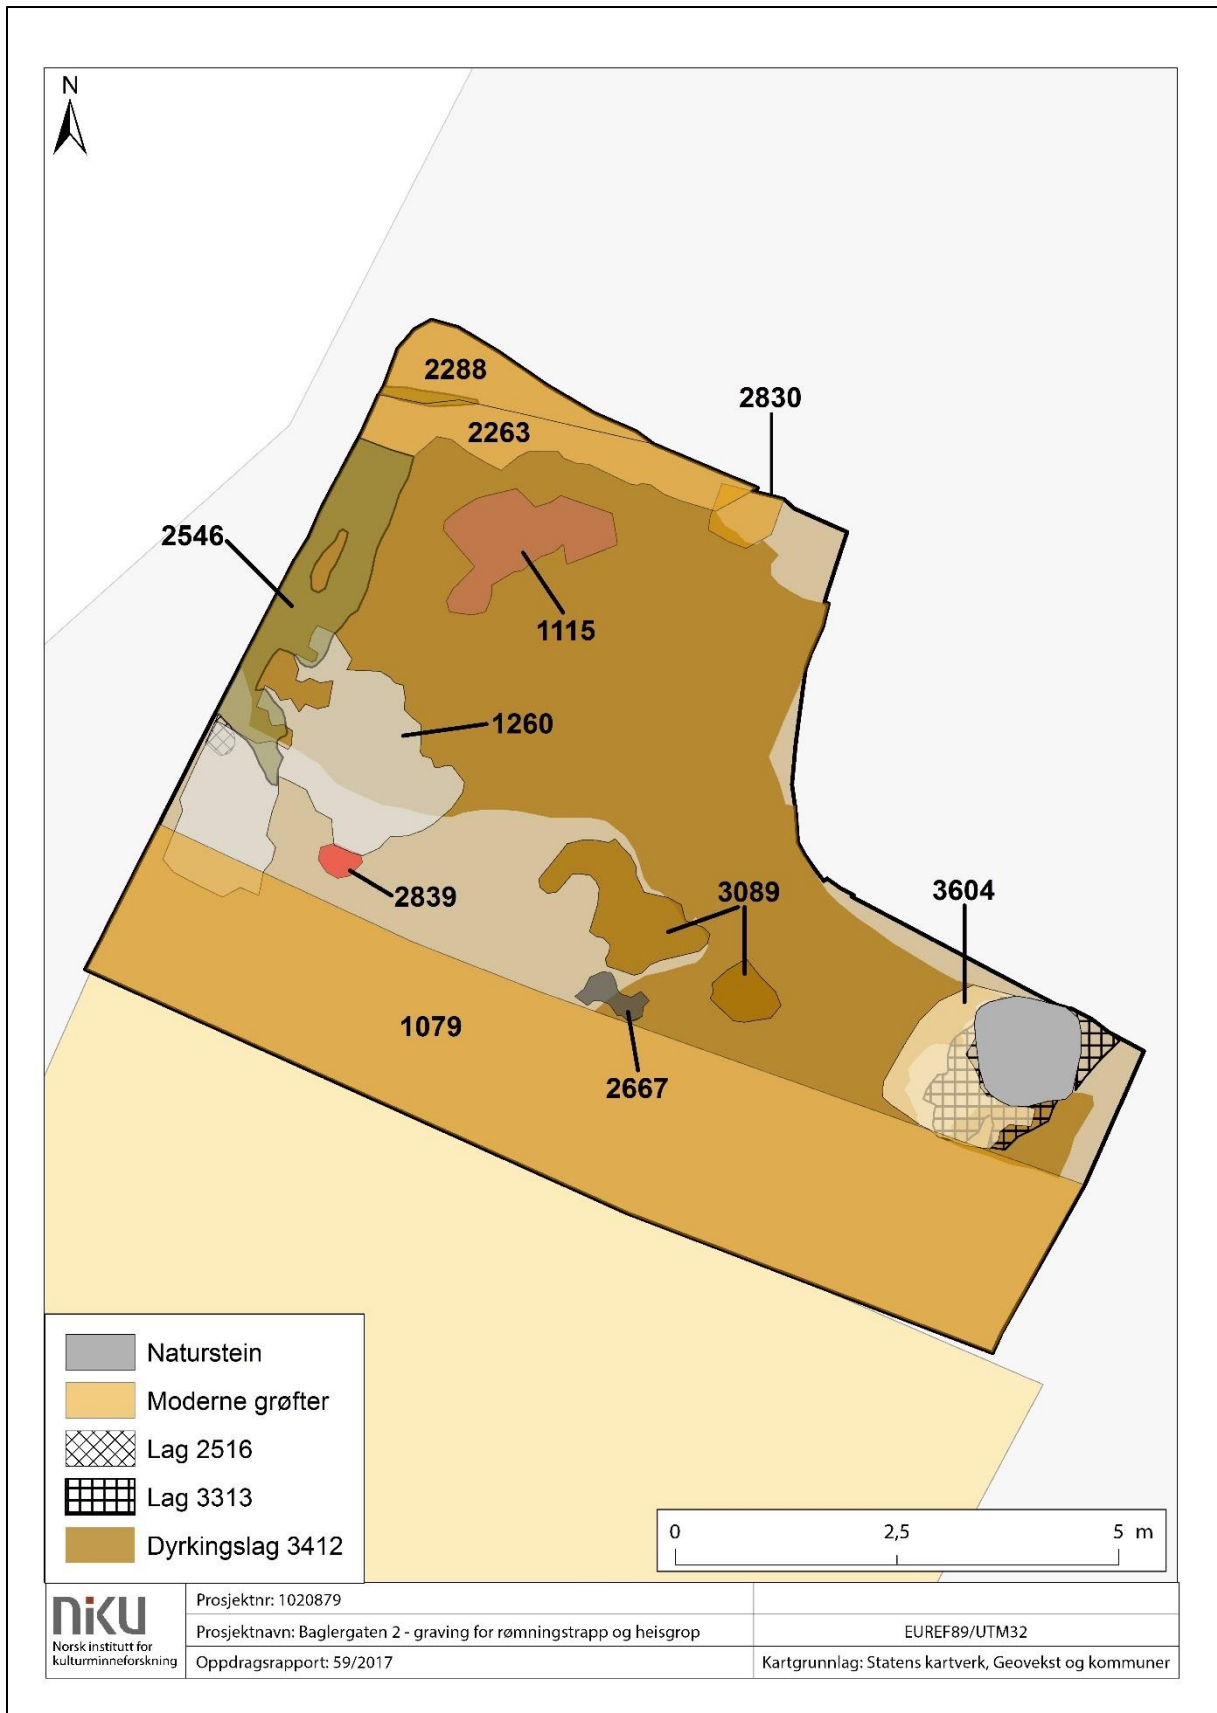 N
2288
2830
2263
2546
1115
1260
2839
3089
3604
1079
2667
Naturstein
Moderne grøfter
Lag 2516
Lag 3313
Dyrkingslag 3412
0 2,5 5 m
niku
Norsk institutt for
kulturminneforskning
Prosjektnr: 1020879
Prosjektnavn: Baglergaten 2 - graving for rømningstrapp og heisgrop
EUREF89/UTM32
Oppdragsrapport: 59/2017
Kartgrunnlag: Statens kartverk, Geovekst og kommuner